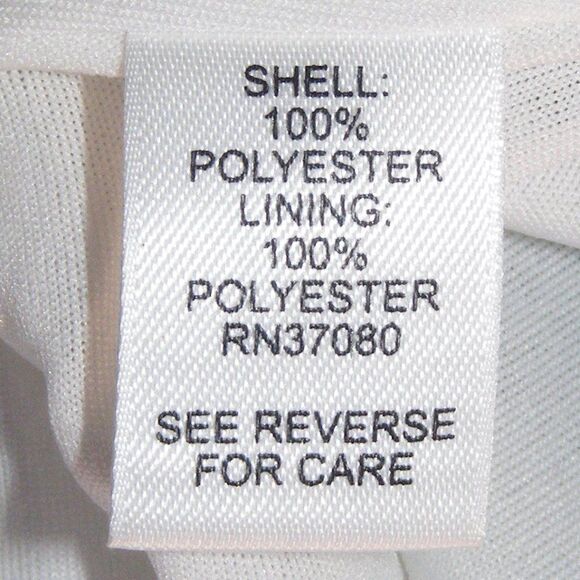 SHELL:
100%
POLYESTER
LINING:
100%
POLYESTER
RN37080
SEE REVERSE
FOR CARE